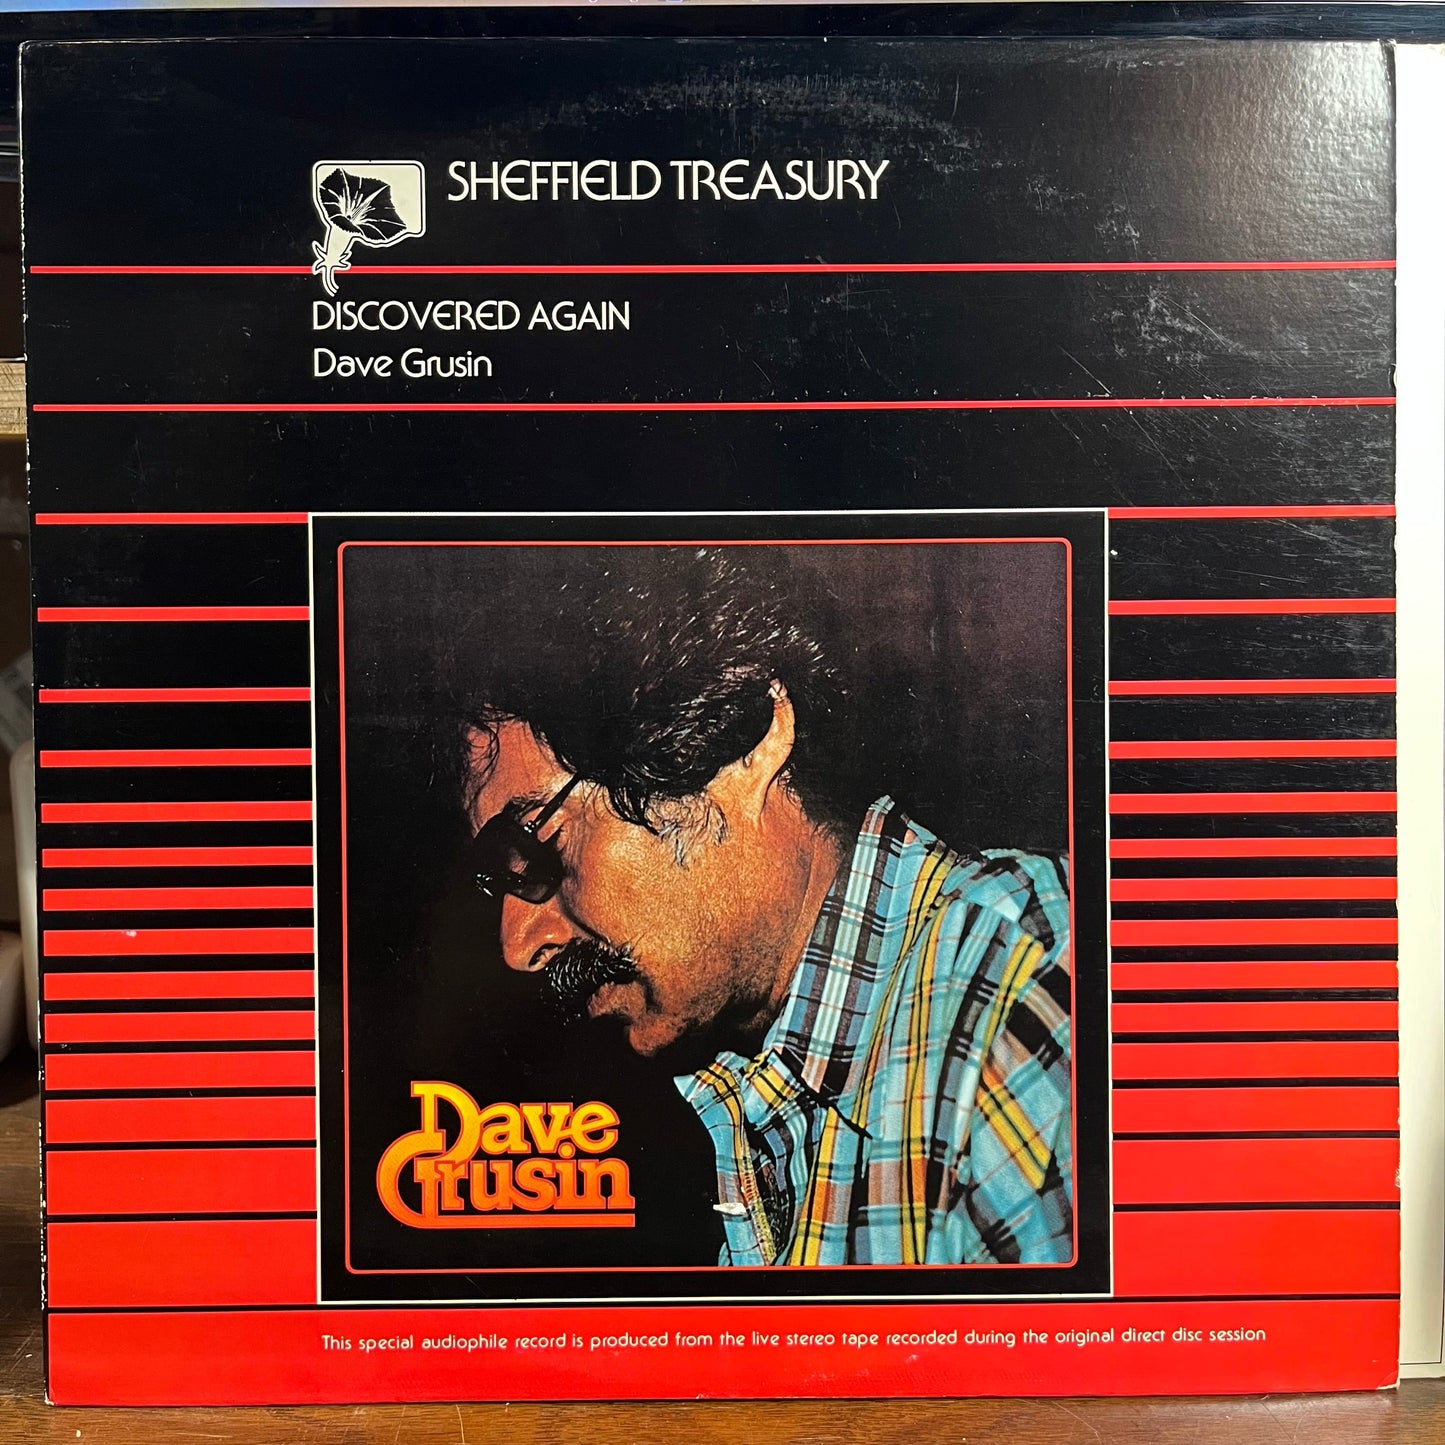 SHEFFIELD TREASURY
DISCOVERED AGAIN
Dave Grusin
Dave
Grusin
This special audiophile record is produced from the live stereo tape recorded during the original direct disc session